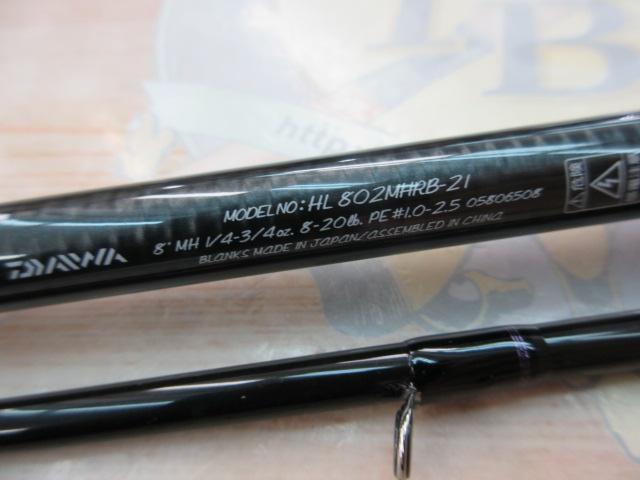 http
MODEL NO.:HL 802MHRB-21
8' MH 1/4-3/4oz. 8-20lb. PE #1.0-2.5 05806508
BLANKS MADE IN JAPAN/ASSEMBLED IN CHINA
DAIWA